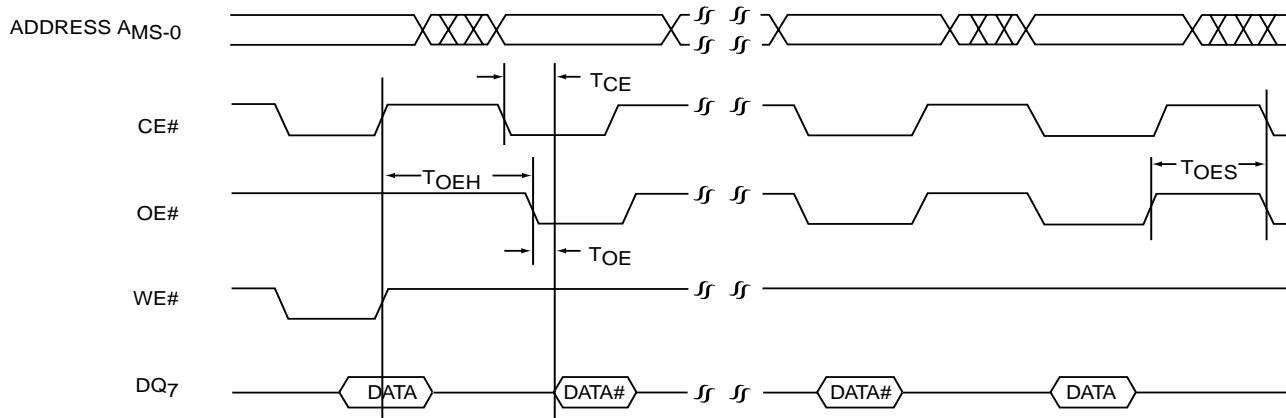 ADDRESS AMS-0
TCE
CE#
TOEH
TOES
OE#
TOE
WE#
DQ7
DATA
DATA#
DATA#
DATA